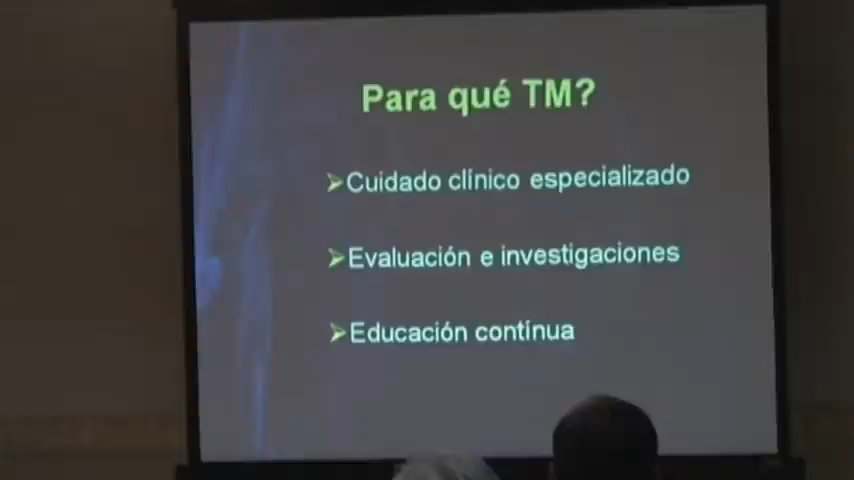 Para qué TM?
➢Cuidado clínico especializado
➢Evaluación e investigaciones
➢Educación contínua